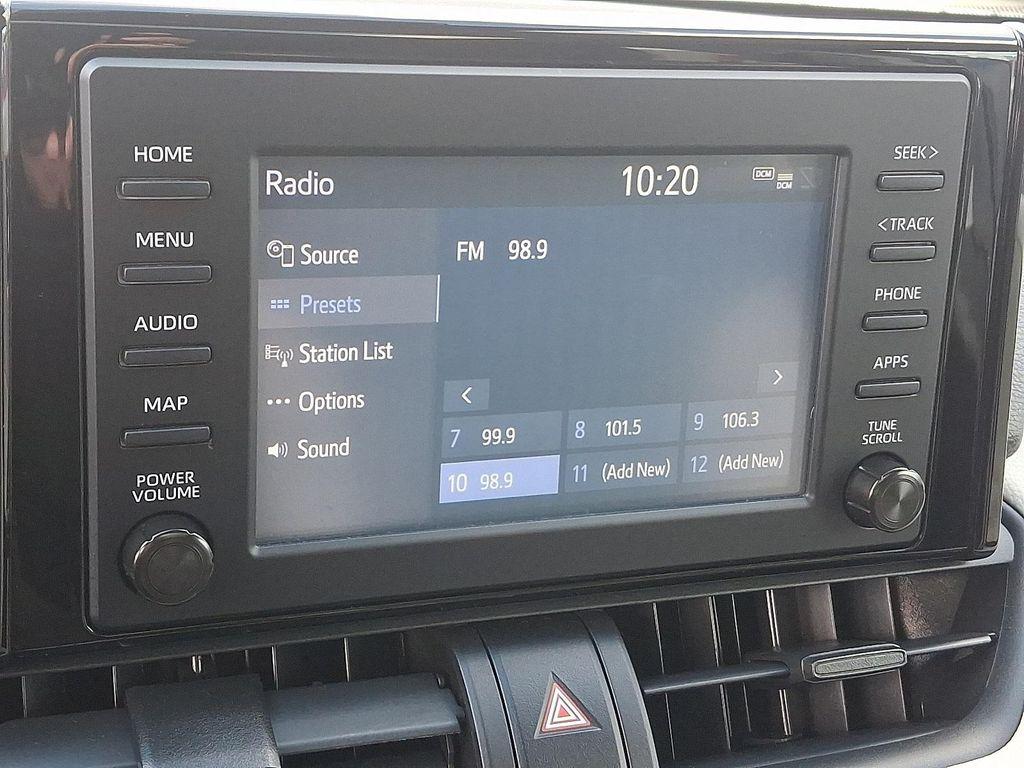 HOME
MENU
AUDIO
MAP
POWER
VOLUME
Radio 10:20 DCM DCM
Source
Presets
Station List
Options
Sound
FM 98.9
< >
7 99.9 8 101.5 9 106.3
10 98.9 11 (Add New) 12 (Add New)
SEEK>
<TRACK
PHONE
APPS
TUNE
SCROLL